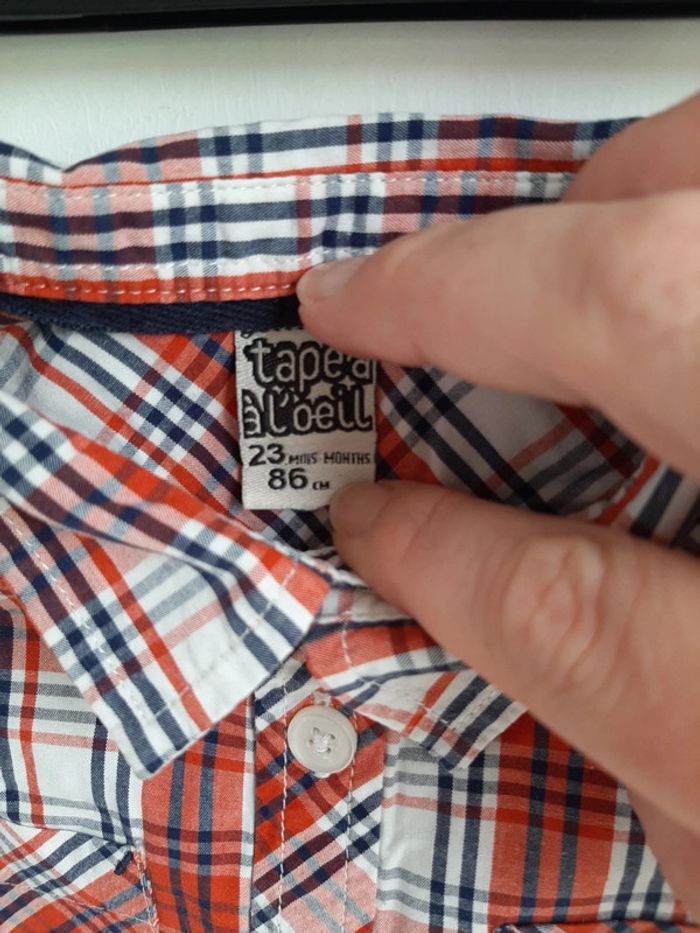 tape à
à l'oeil
23 MOIS-MONTHS
86 CM